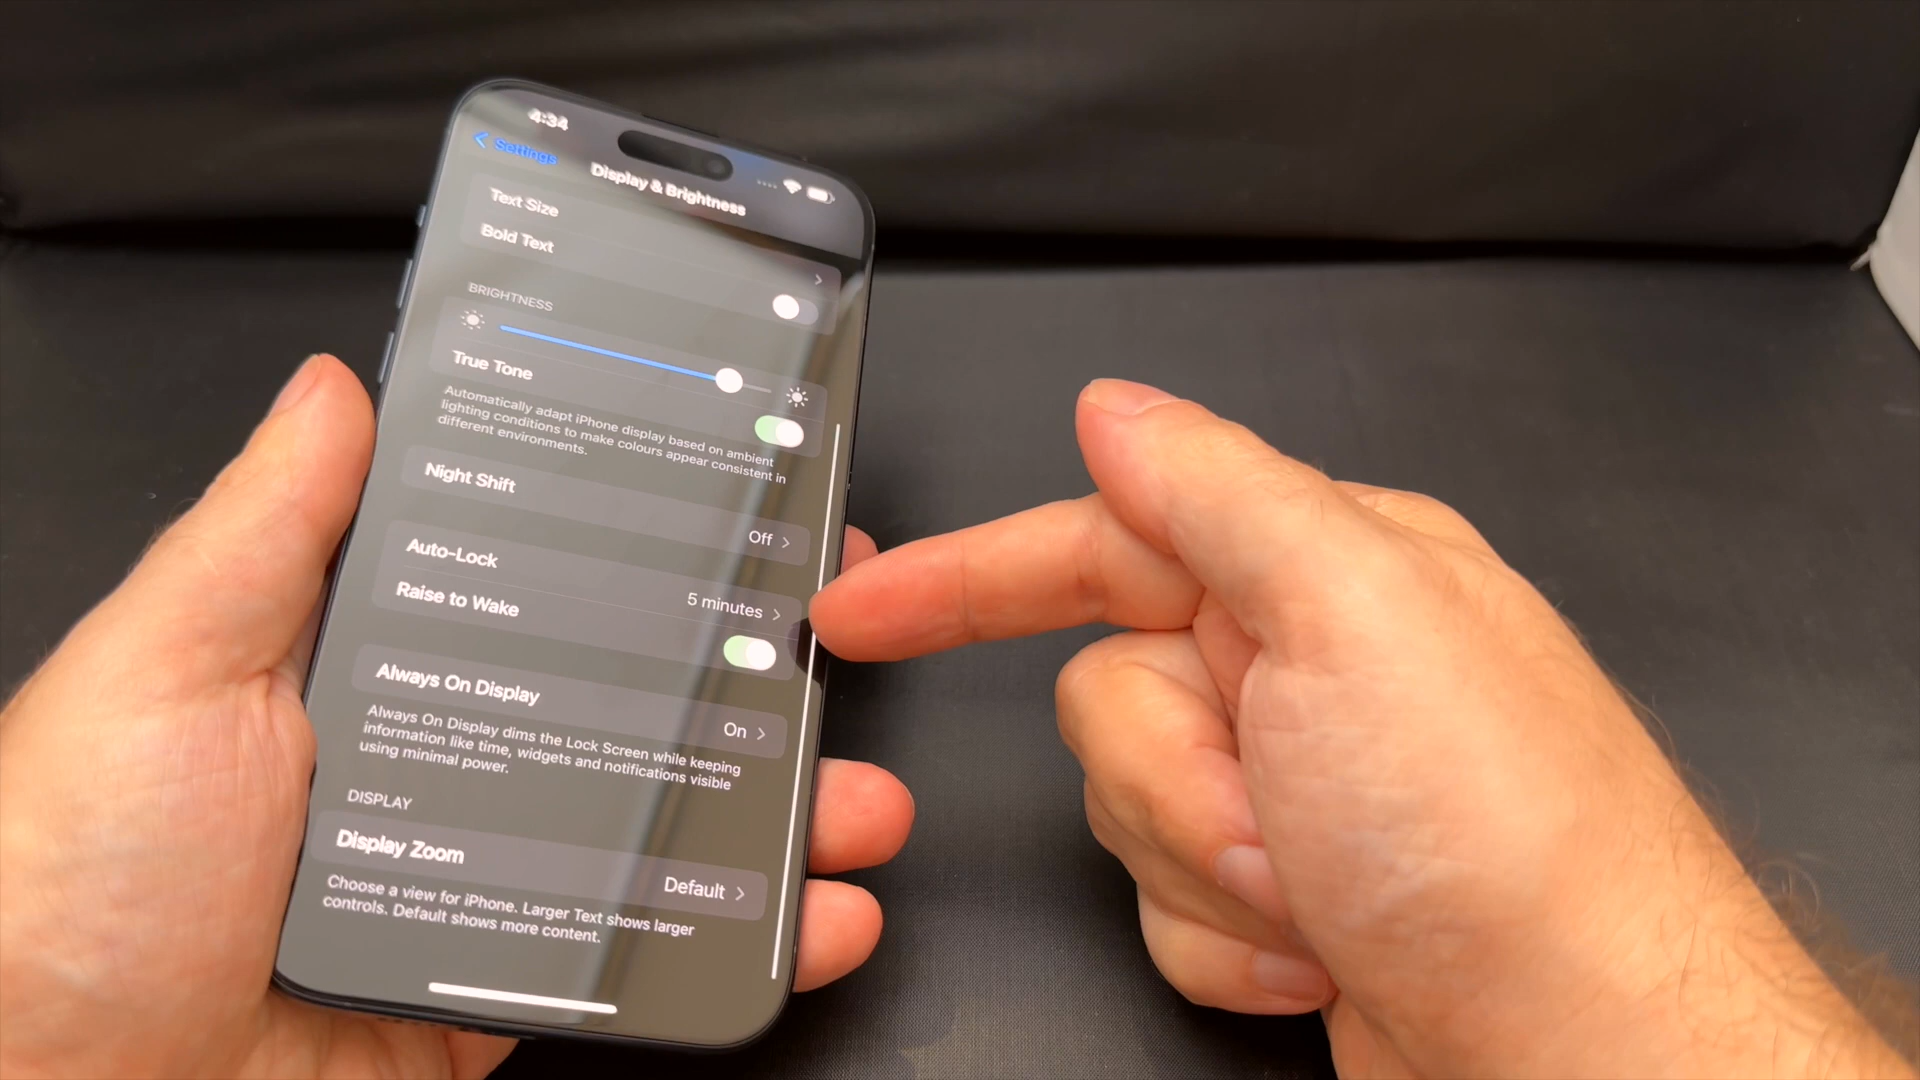 4:34
Settings
Display & Brightness
Text Size
Bold Text
BRIGHTNESS
True Tone
Automatically adapt iPhone display based on ambient
lighting conditions to make colours appear consistent in
different environments.
Night Shift
Off
Auto-Lock
5 minutes
Raise to Wake
Always On Display
On
Always On Display dims the Lock Screen while keeping
information like time, widgets and notifications visible
using minimal power.
DISPLAY
Display Zoom
Default
Choose a view for iPhone. Larger Text shows larger
controls. Default shows more content.